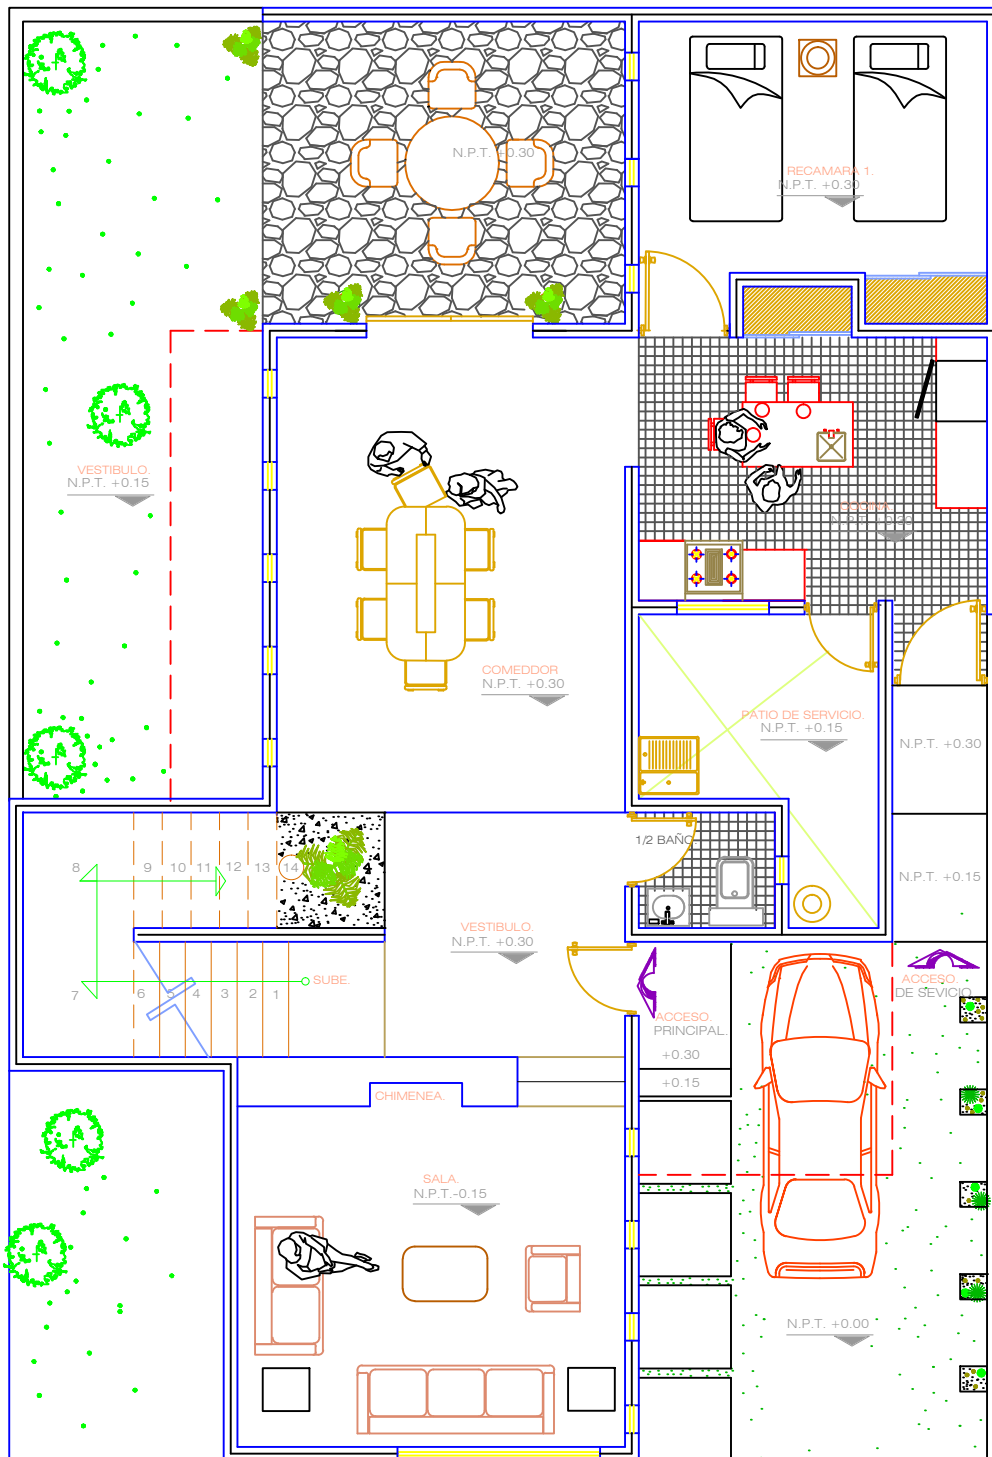 N.P.T. +0.30
RECAMARA 1.
N.P.T. +0.30
VESTIBULO.
N.P.T. +0.15
COCINA.
N.P.T. +0.30
COMEDDOR
N.P.T. +0.30
PATIO DE SERVICIO.
N.P.T. +0.15
N.P.T. +0.30
1/2 BAÑO
8
9
10
11
12
13
14
N.P.T. +0.15
VESTIBULO.
N.P.T. +0.30
SUBE.
7
6
5
4
3
2
1
ACCESO.
DE SEVICIO
ACCESO.
PRINCIPAL.
+0.30
+0.15
CHIMENEA.
SALA.
N.P.T.-0.15
N.P.T. +0.00